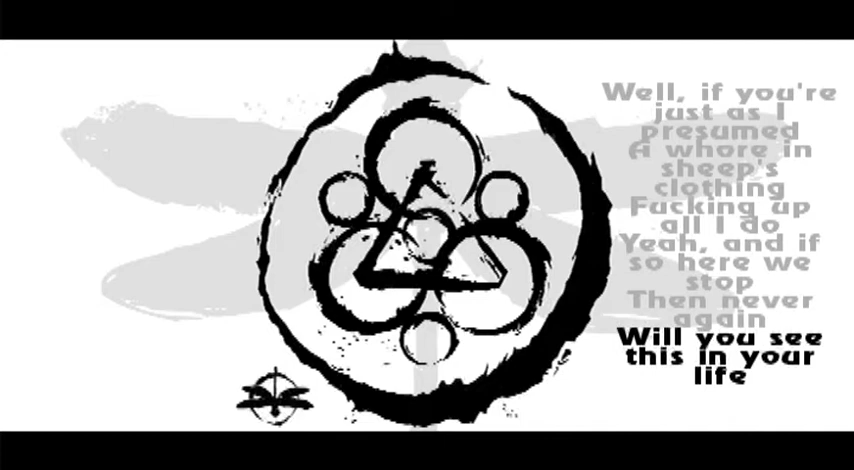 Well, if you're
just as I
presumed
A whore in
sheep's
clothing
Fucking up
all I do
Yeah, and if
so here we
stop
Then never
again
Will you see
this in your
life